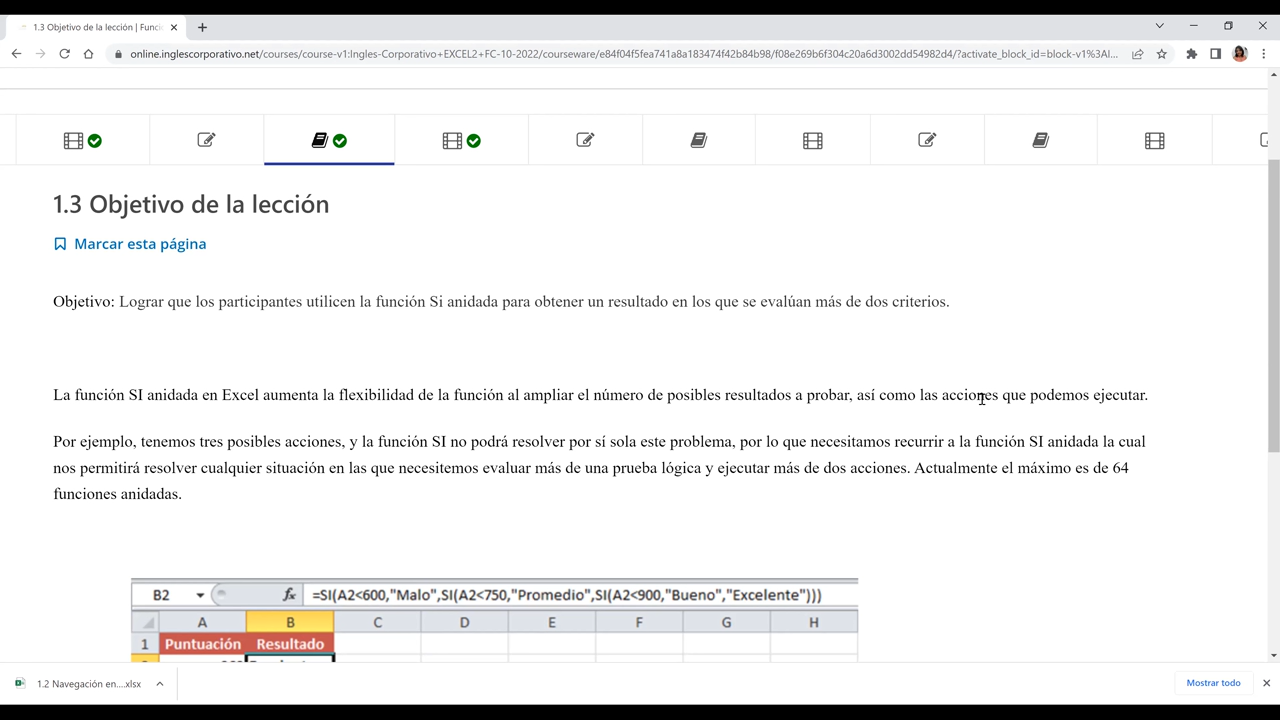 1.3 Objetivo de la lección | Funci
online.inglescorporativo.net/courses/course-v1:Ingles-Corporativo+EXCEL2+FC-10-2022/courseware/e84f04f5fea741a8a183474f42b84b98/f08e269b6f304c20a6d3002dd54982d4/?activate_block_id=block-v1%3AI...
1.3 Objetivo de la lección
Marcar esta página
Objetivo: Lograr que los participantes utilicen la función Si anidada para obtener un resultado en los que se evalúan más de dos criterios.
La función SI anidada en Excel aumenta la flexibilidad de la función al ampliar el número de posibles resultados a probar, así como las acciones que podemos ejecutar.
Por ejemplo, tenemos tres posibles acciones, y la función SI no podrá resolver por sí sola este problema, por lo que necesitamos recurrir a la función SI anidada la cual
nos permitirá resolver cualquier situación en las que necesitemos evaluar más de una prueba lógica y ejecutar más de dos acciones. Actualmente el máximo es de 64
funciones anidadas.
B2 fx =SI(A2<600,"Malo",SI(A2<750,"Promedio",SI(A2<900,"Bueno","Excelente")))
A B C D E F G H
1 Puntuación Resultado
1.2 Navegación en....xlsx
Mostrar todo